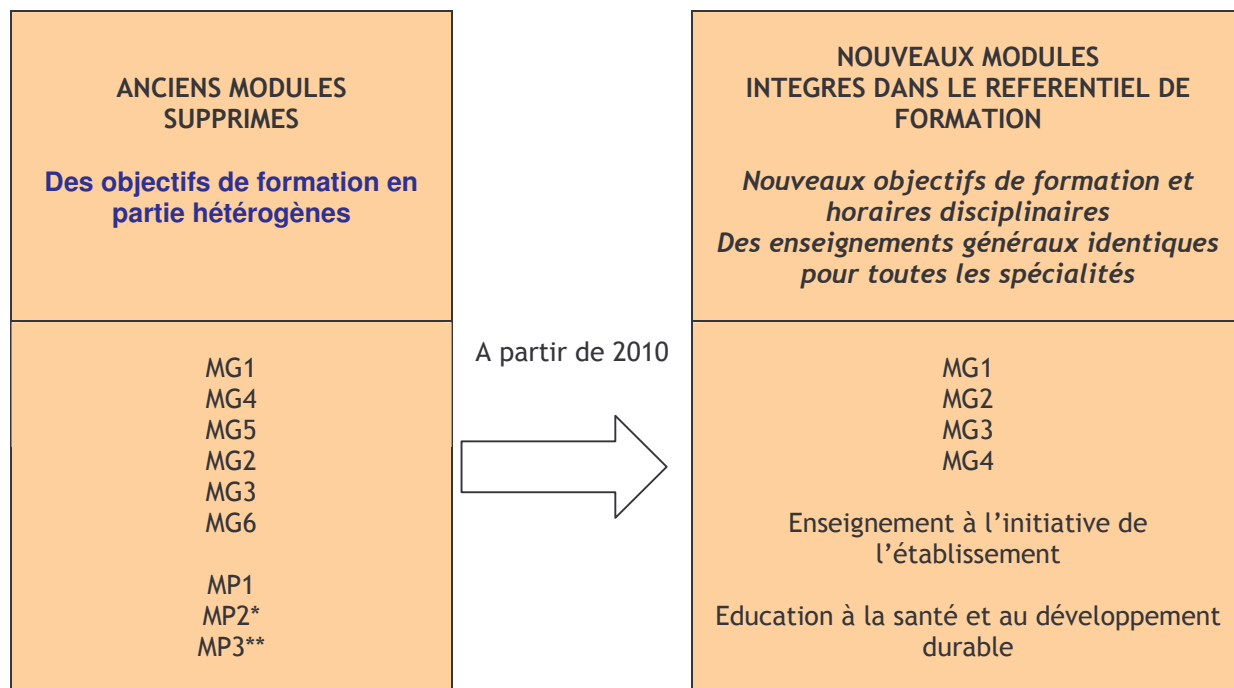 ANCIENS MODULES
SUPPRIMES
Des objectifs de formation en
partie hétérogènes
NOUVEAUX MODULES
INTEGRES DANS LE REFERENTIEL DE
FORMATION
Nouveaux objectifs de formation et
horaires disciplinaires
Des enseignements généraux identiques
pour toutes les spécialités
MG1
MG4
MG5
MG2
MG3
MG6
MP1
MP2*
MP3**
A partir de 2010
MG1
MG2
MG3
MG4
Enseignement à l’initiative de
l’établissement
Education à la santé et au développement
durable